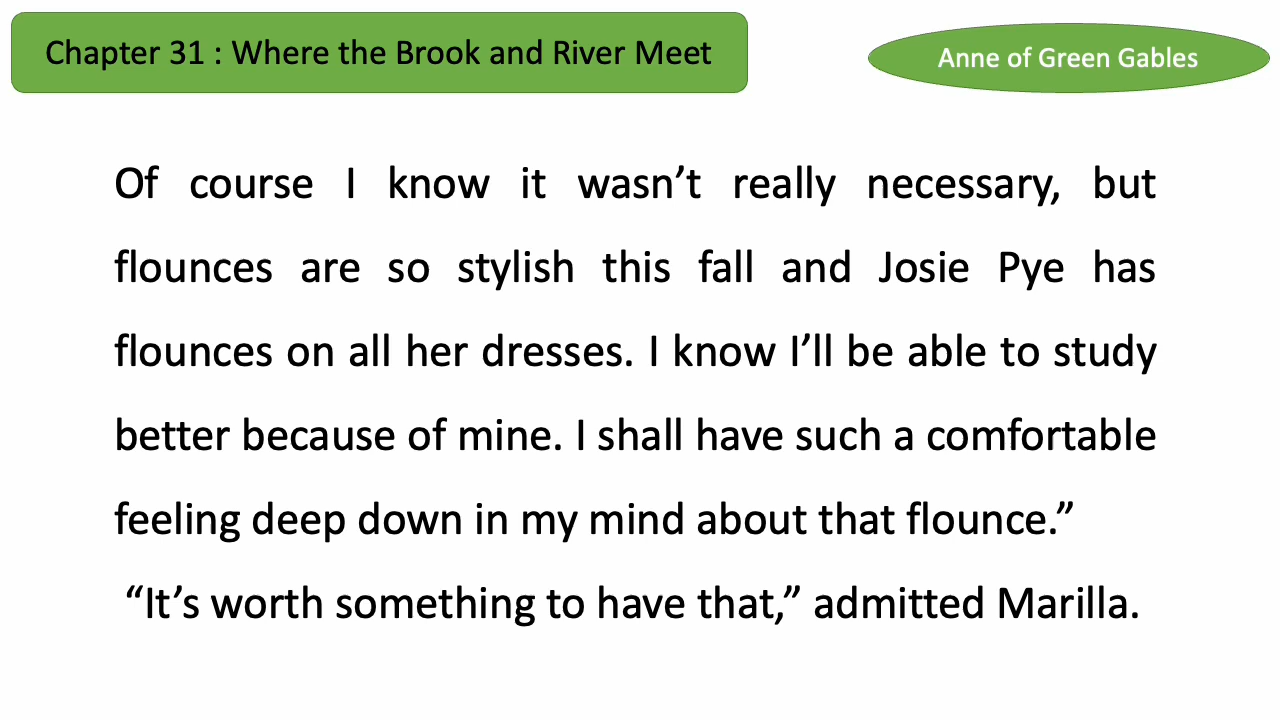 Chapter 31 : Where the Brook and River Meet
Anne of Green Gables
Of course I know it wasn’t really necessary, but
flounces are so stylish this fall and Josie Pye has
flounces on all her dresses. I know I’ll be able to study
better because of mine. I shall have such a comfortable
feeling deep down in my mind about that flounce.”
“It’s worth something to have that,” admitted Marilla.